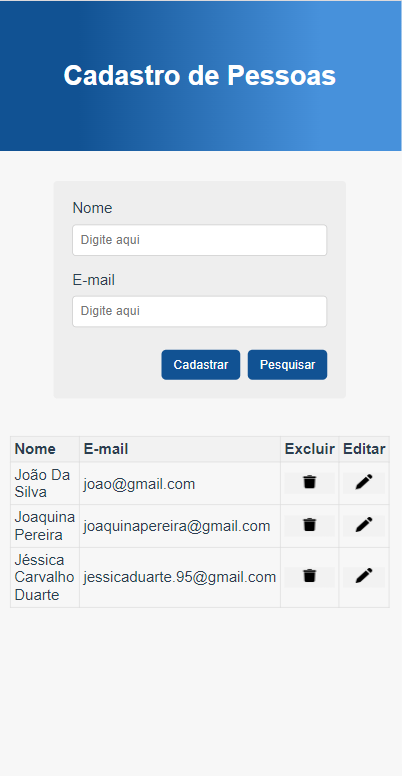 Cadastro de Pessoas
Nome
Digite aqui
E-mail
Digite aqui
Cadastrar Pesquisar
Nome E-mail Excluir Editar
João Da
Silva
joao@gmail.com
Joaquina
Pereira
joaquinapereira@gmail.com
Jéssica
Carvalho
Duarte
jessicaduarte.95@gmail.com